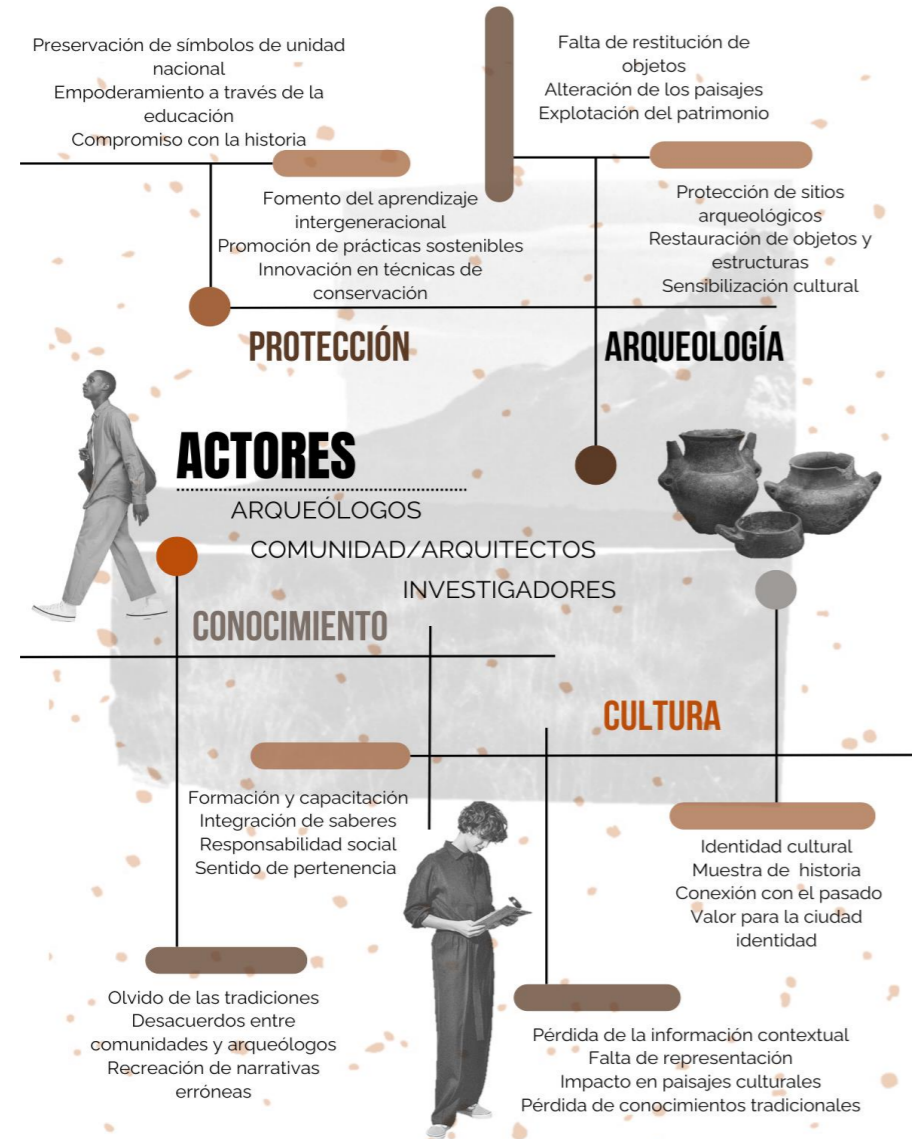 Preservación de símbolos de unidad
nacional
Empoderamiento a través de la
educación
Compromiso con la historia
Falta de restitución de
objetos
Alteración de los paisajes
Explotación del patrimonio
Fomento del aprendizaje
intergeneracional
Promoción de prácticas sostenibles
Innovación en técnicas de
conservación
Protección de sitios
arqueológicos
Restauración de objetos y
estructuras
Sensibilización cultural
PROTECCIÓN
ARQUEOLOGÍA
ACTORES
ARQUEÓLOGOS
COMUNIDAD/ARQUITECTOS
INVESTIGADORES
CONOCIMIENTO
CULTURA
Formación y capacitación
Integración de saberes
Responsabilidad social
Sentido de pertenencia
Identidad cultural
Muestra de historia
Conexión con el pasado
Valor para la ciudad
identidad
Olvido de las tradiciones
Desacuerdos entre
comunidades y arqueólogos
Recreación de narrativas
erróneas
Pérdida de la información contextual
Falta de representación
Impacto en paisajes culturales
Pérdida de conocimientos tradicionales